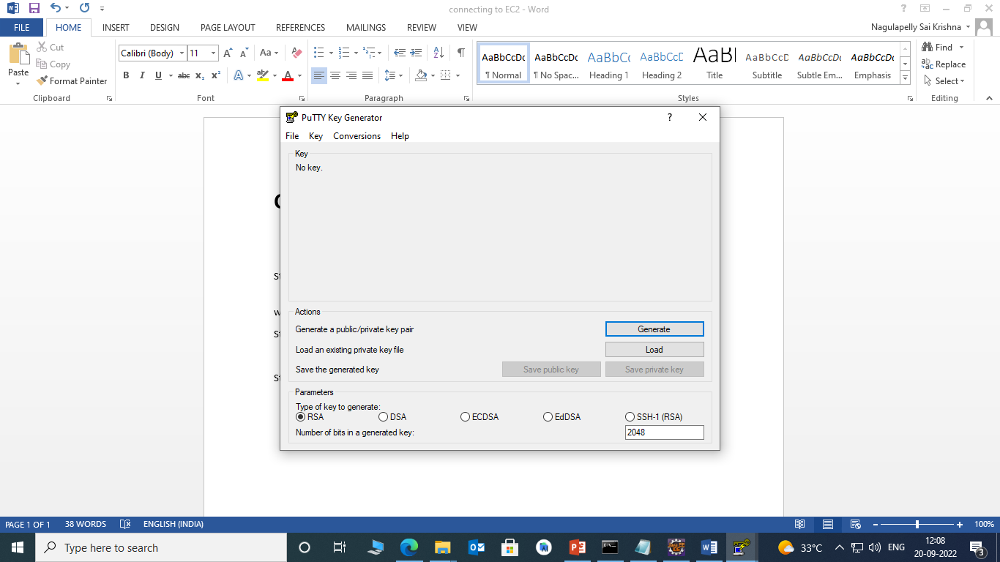 connecting to EC2 - Word
?
FILE HOME INSERT DESIGN PAGE LAYOUT REFERENCES MAILINGS REVIEW VIEW
Nagulapelly Sai Krishna
Paste
Cut
Copy
Format Painter
Clipboard
Calibri (Body) 11
Aa
B I U abc x₂ x²
Font
Paragraph
AaBbCcDc AaBbCcDc AaBbCc AaBbCcD AaBl AaBbCcD AaBbCcDc AaBbCcDc
¶ Normal ¶ No Spac... Heading 1 Heading 2 Title Subtitle Subtle Em... Emphasis
Styles
Find
Replace
Select
Editing
PuTTY Key Generator
?
File Key Conversions Help
Key
No key.
Actions
Generate a public/private key pair
Generate
Load an existing private key file
Load
Save the generated key
Save public key
Save private key
Parameters
Type of key to generate:
RSA DSA ECDSA EdDSA SSH-1 (RSA)
Number of bits in a generated key:
2048
PAGE 1 OF 1 38 WORDS ENGLISH (INDIA)
100%
Type here to search
33°C
ENG
12:08
20-09-2022
3